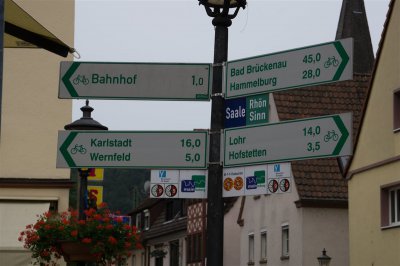 Bahnhof 1,0
Bad Brückenau 45,0
Hammelburg 28,0
Saale
Rhön
Sinn
Karlstadt 16,0
Wernfeld 5,0
Lohr 14,0
Hofstetten 3,5